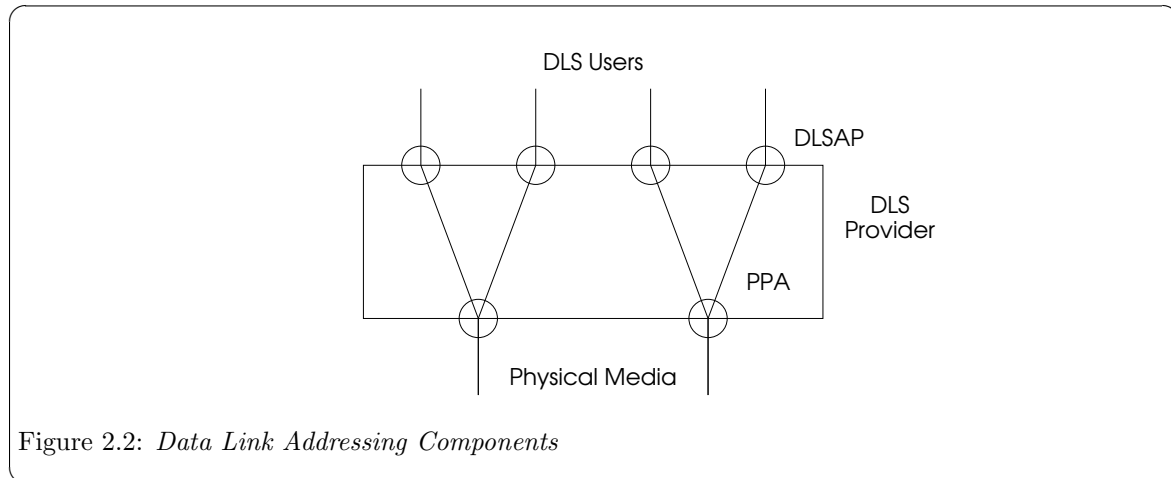 DLS Users
DLSAP
DLS
Provider
PPA
Physical Media
Figure 2.2: Data Link Addressing Components